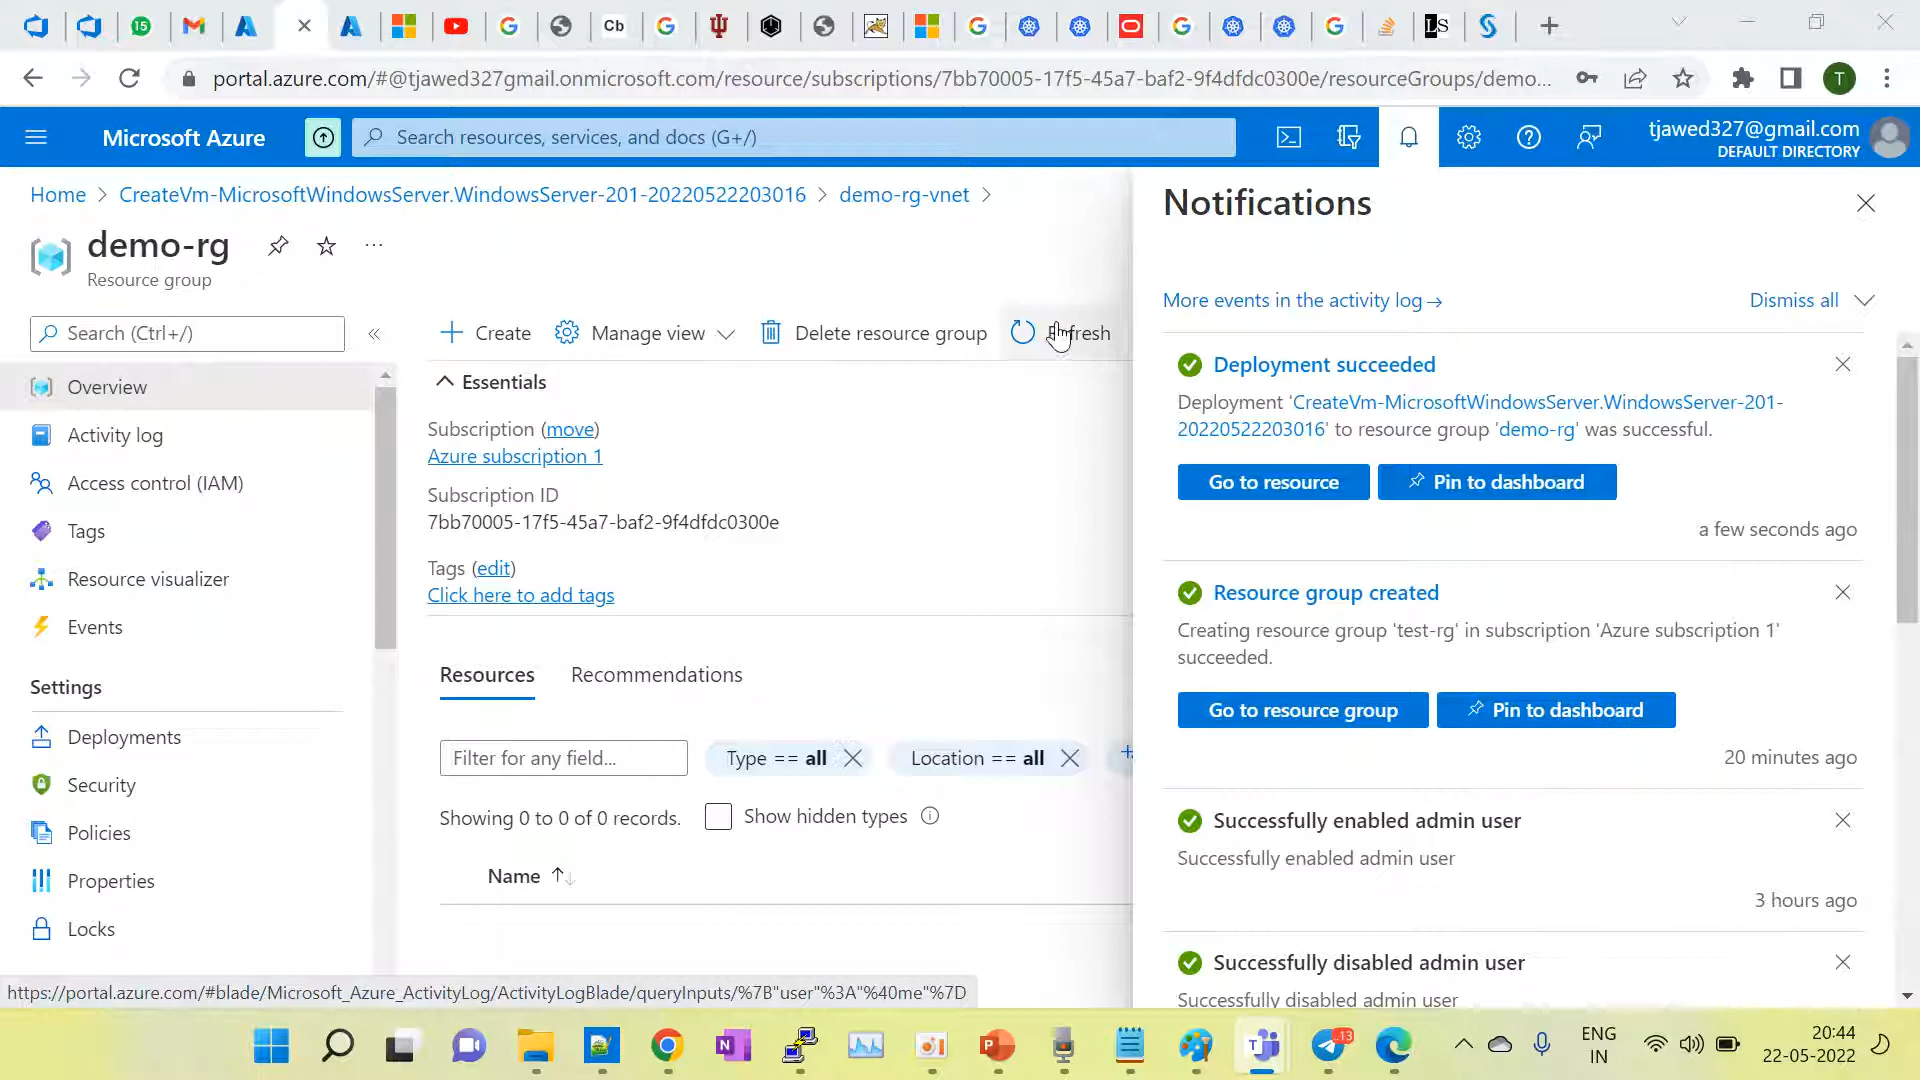 Cb
LS
portal.azure.com/#@tjawed327gmail.onmicrosoft.com/resource/subscriptions/7bb70005-17f5-45a7-baf2-9f4dfdc0300e/resourceGroups/demo...
T
Microsoft Azure
Search resources, services, and docs (G+/)
tjawed327@gmail.com
DEFAULT DIRECTORY
Home > CreateVm-MicrosoftWindowsServer.WindowsServer-201-20220522203016 > demo-rg-vnet >
demo-rg
Resource group
Search (Ctrl+/)
Overview
Activity log
Access control (IAM)
Tags
Resource visualizer
Events
Settings
Deployments
Security
Policies
Properties
Locks
Create
Manage view
Delete resource group
Refresh
Essentials
Subscription (move)
Azure subscription 1
Subscription ID
7bb70005-17f5-45a7-baf2-9f4dfdc0300e
Tags (edit)
Click here to add tags
Resources
Recommendations
Filter for any field...
Type == all
Location == all
Showing 0 to 0 of 0 records.
Show hidden types
Name
Notifications
More events in the activity log →
Dismiss all
Deployment succeeded
Deployment 'CreateVm-MicrosoftWindowsServer.WindowsServer-201-
20220522203016' to resource group 'demo-rg' was successful.
Go to resource
Pin to dashboard
a few seconds ago
Resource group created
Creating resource group 'test-rg' in subscription 'Azure subscription 1'
succeeded.
Go to resource group
Pin to dashboard
20 minutes ago
Successfully enabled admin user
Successfully enabled admin user
3 hours ago
Successfully disabled admin user
Successfully disabled admin user
https://portal.azure.com/#blade/Microsoft_Azure_ActivityLog/ActivityLogBlade/queryInputs/%7B"user"%3A"%40me"%7D
ENG
IN
20:44
22-05-2022